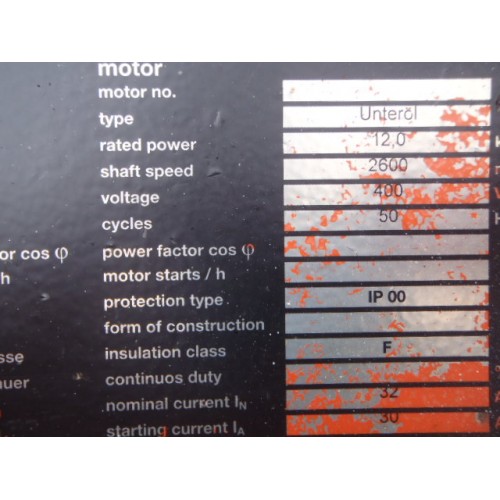 motor
motor no.
type Unteröl
rated power 12,0
shaft speed 2600
voltage 400
cycles 50
or cos φ power factor cos φ
h motor starts / h
protection type IP 00
form of construction
sse insulation class F
uer continuos duty
nominal current IN 32
starting current IA 30